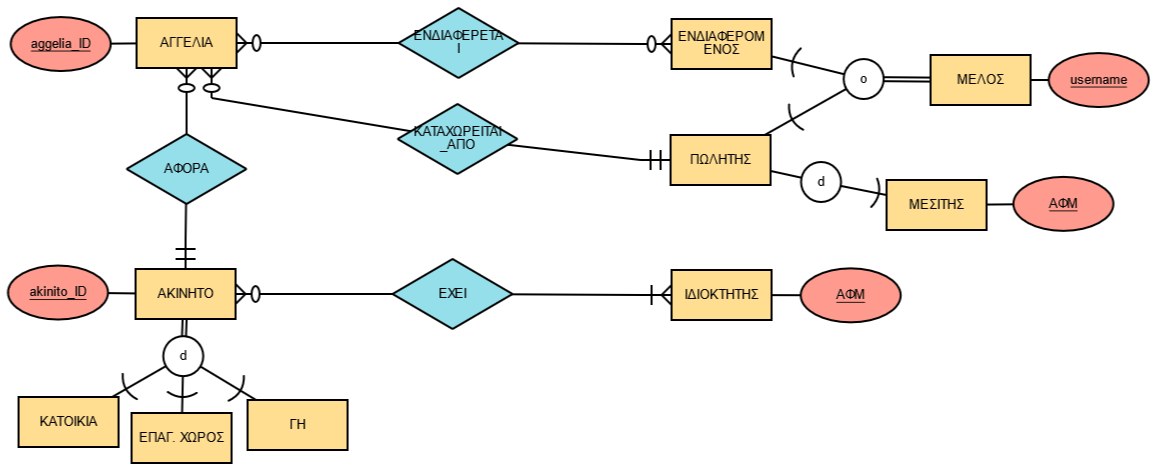 aggelia_ID
ΑΓΓΕΛΙΑ
ΕΝΔΙΑΦΕΡΕΤΑ
Ι
ΕΝΔΙΑΦΕΡΟΜ
ΕΝΟΣ
o
ΜΕΛΟΣ
username
ΑΦΟΡΑ
ΚΑΤΑΧΩΡΕΙΤΑΙ
_ΑΠΟ
ΠΩΛΗΤΗΣ
d
ΜΕΣΙΤΗΣ
ΑΦΜ
akinito_ID
ΑΚΙΝΗΤΟ
ΕΧΕΙ
ΙΔΙΟΚΤΗΤΗΣ
ΑΦΜ
d
ΚΑΤΟΙΚΙΑ
ΕΠΑΓ. ΧΩΡΟΣ
ΓΗ